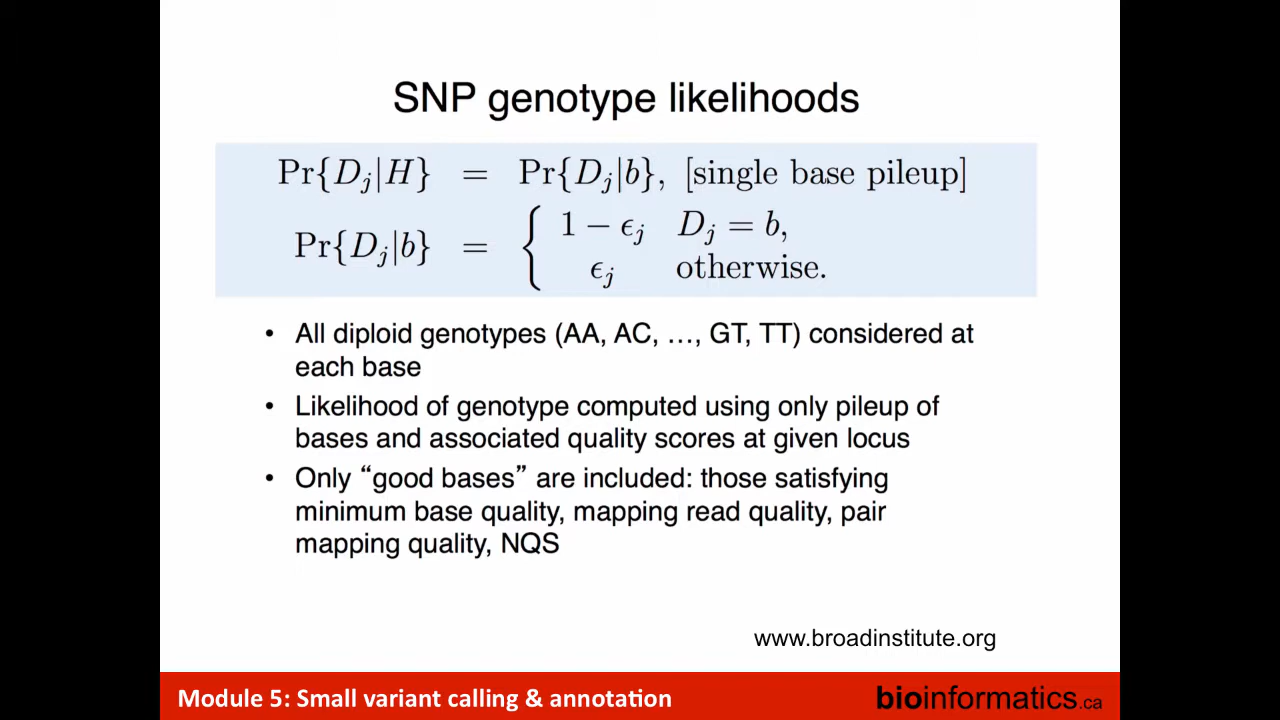 SNP genotype likelihoods
Pr{D_j|H} = Pr{D_j|b}, [single base pileup]
Pr{D_j|b} = { 1 − ϵ_j D_j = b,
ϵ_j otherwise.
• All diploid genotypes (AA, AC, …, GT, TT) considered at
each base
• Likelihood of genotype computed using only pileup of
bases and associated quality scores at given locus
• Only “good bases” are included: those satisfying
minimum base quality, mapping read quality, pair
mapping quality, NQS
www.broadinstitute.org
Module 5: Small variant calling & annotation
bioinformatics.ca